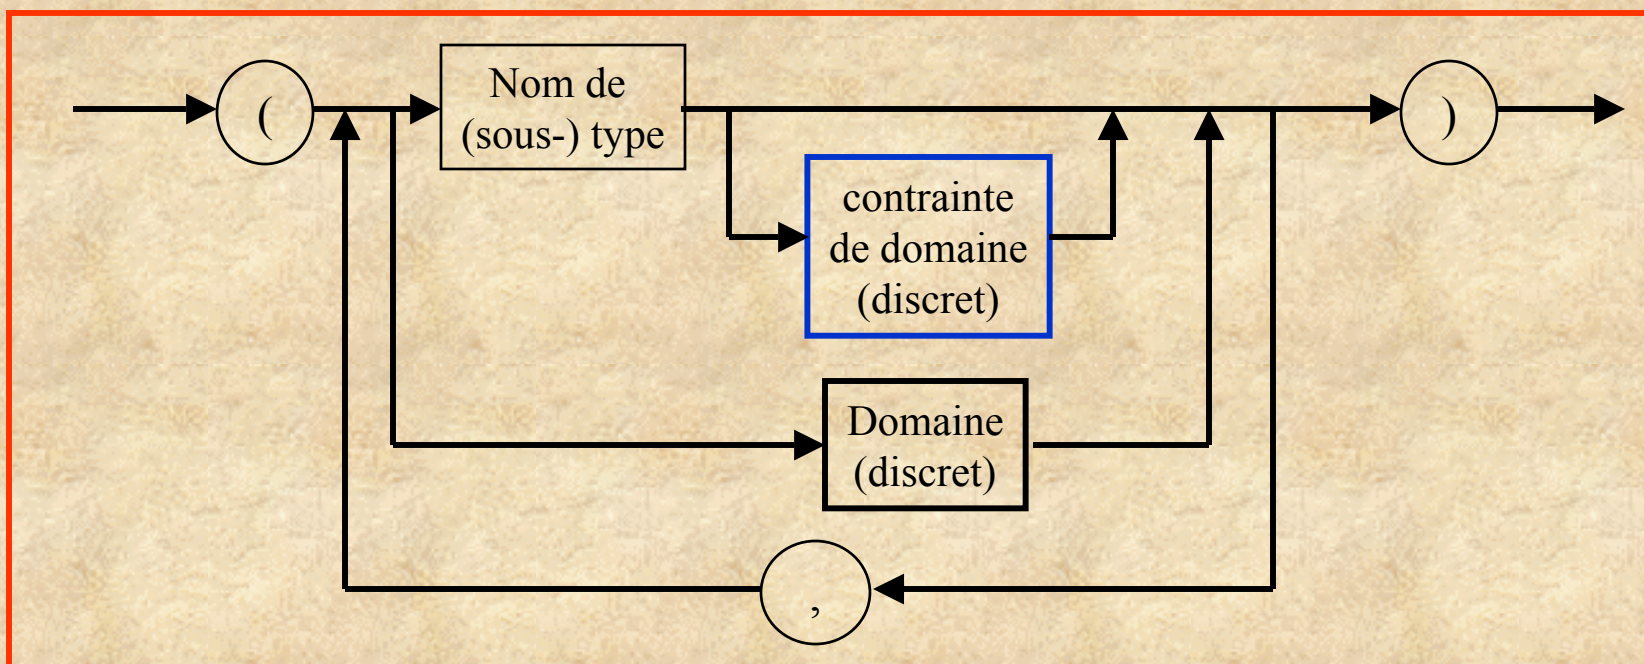 (
Nom de
(sous-) type
)
contrainte
de domaine
(discret)
Domaine
(discret)
,